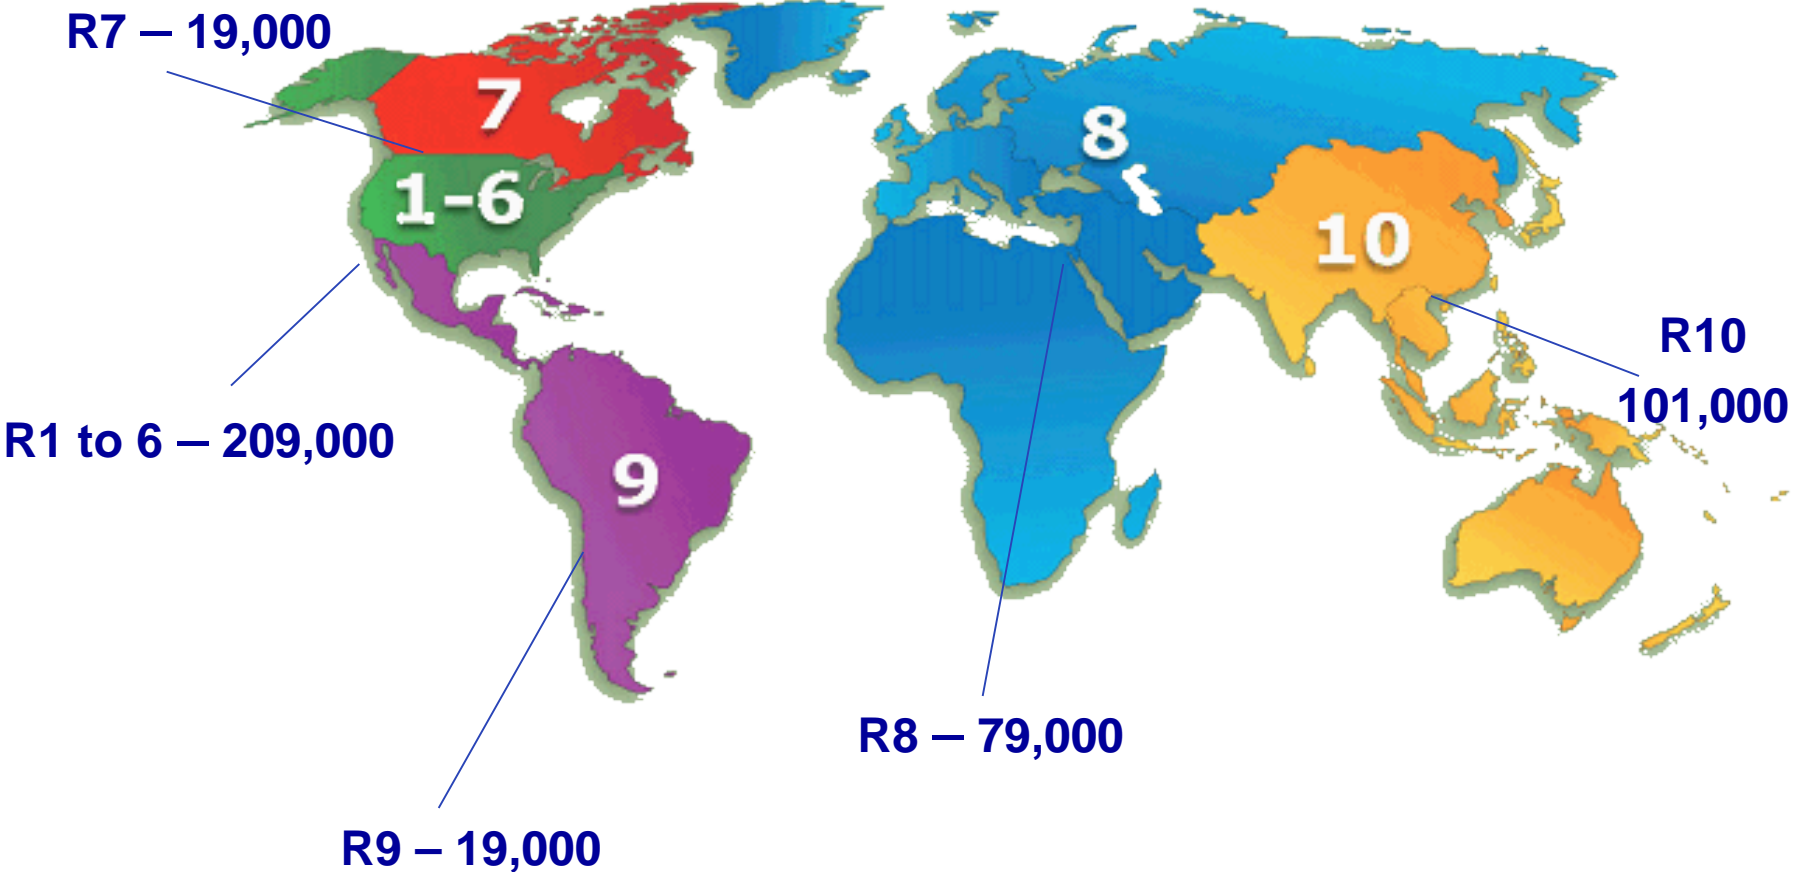 R7 – 19,000
7
8
1-6
10
R10
101,000
R1 to 6 – 209,000
9
R8 – 79,000
R9 – 19,000